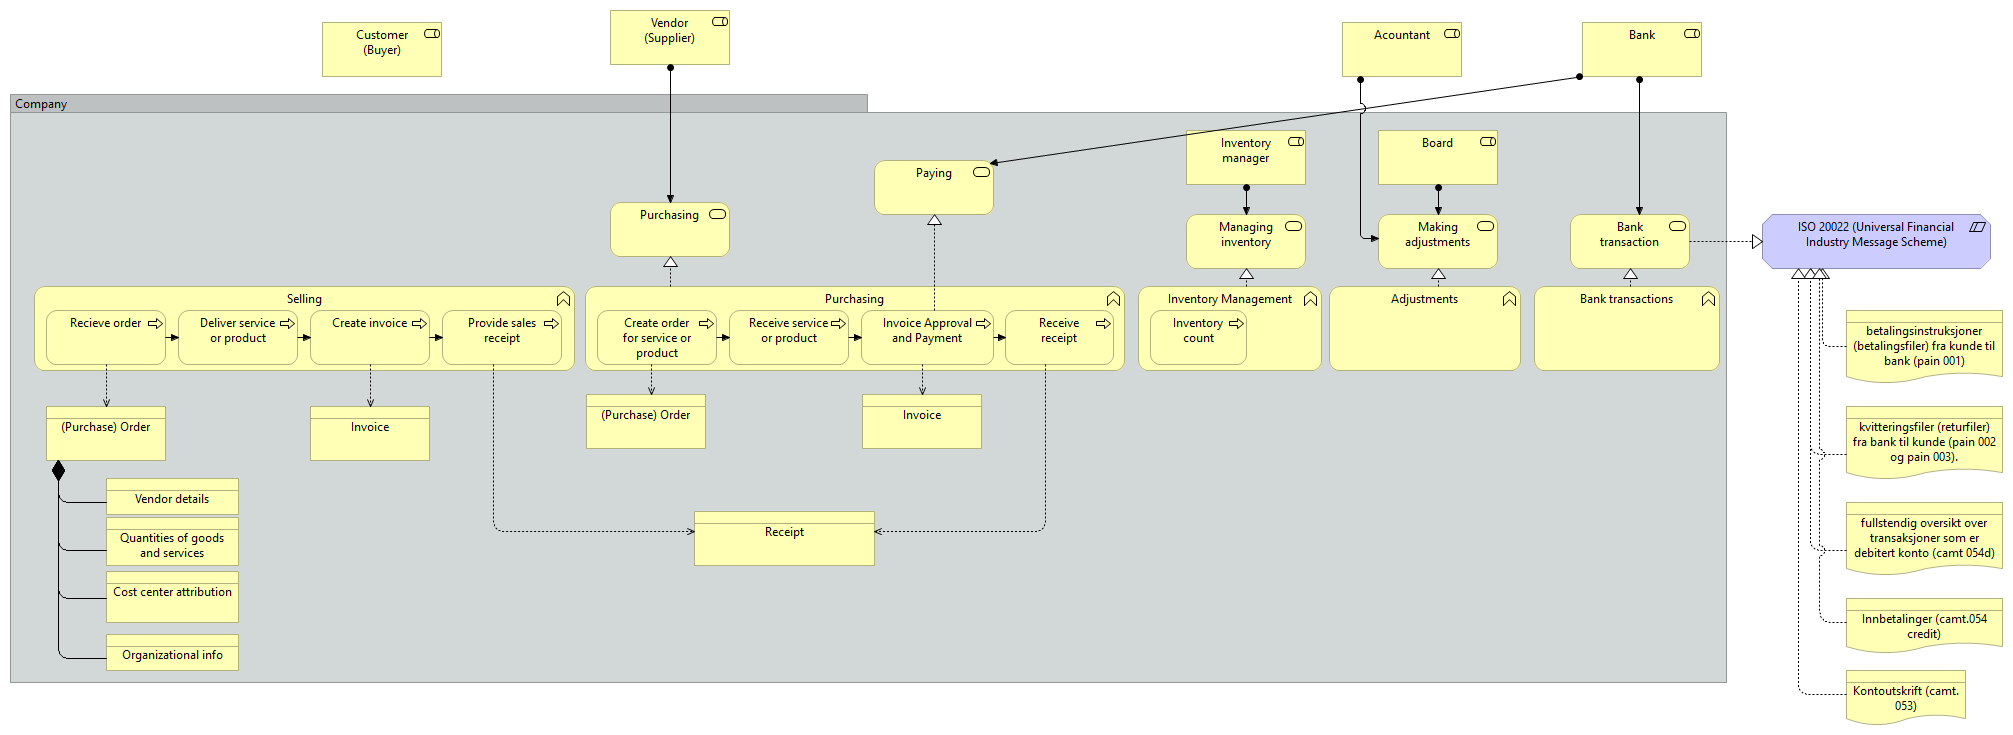 Customer
(Buyer)
Vendor
(Supplier)
Acountant
Bank
Company
Inventory
manager
Board
Paying
Purchasing
Managing
inventory
Making
adjustments
Bank
transaction
ISO 20022 (Universal Financial
Industry Message Scheme)
Selling
Recieve order
Deliver service
or product
Create invoice
Provide sales
receipt
Purchasing
Create order
for service or
product
Receive service
or product
Invoice Approval
and Payment
Receive
receipt
Inventory Management
Inventory
count
Adjustments
Bank transactions
(Purchase) Order
Invoice
(Purchase) Order
Invoice
Vendor details
Quantities of goods
and services
Cost center attribution
Organizational info
Receipt
betalingsinstruksjoner
(betalingsfiler) fra kunde til
bank (pain 001)
kvitteringsfiler (returfiler)
fra bank til kunde (pain 002
og pain 003).
fullstendig oversikt over
transaksjoner som er
debitert konto (camt 054d)
Innbetalinger (camt.054
credit)
Kontoutskrift (camt.
053)